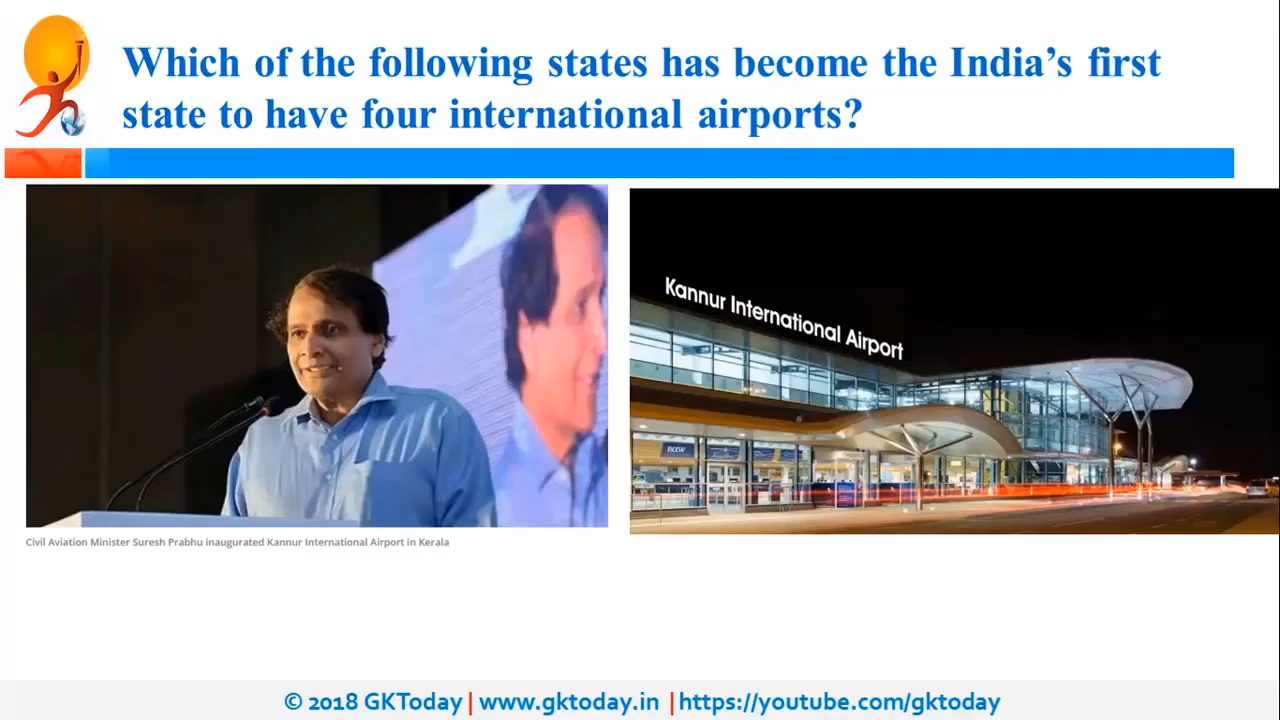 Which of the following states has become the India’s first
state to have four international airports?
Kannur International Airport
Civil Aviation Minister Suresh Prabhu inaugurated Kannur International Airport in Kerala
© 2018 GKToday | www.gktoday.in | https://youtube.com/gktoday